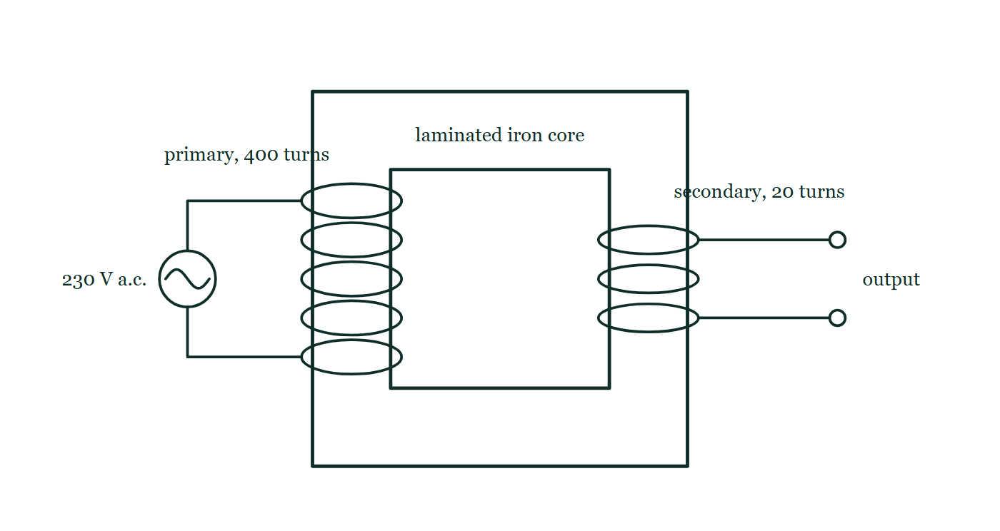 laminated iron core
primary, 400 turns
secondary, 20 turns
230 V a.c.
output